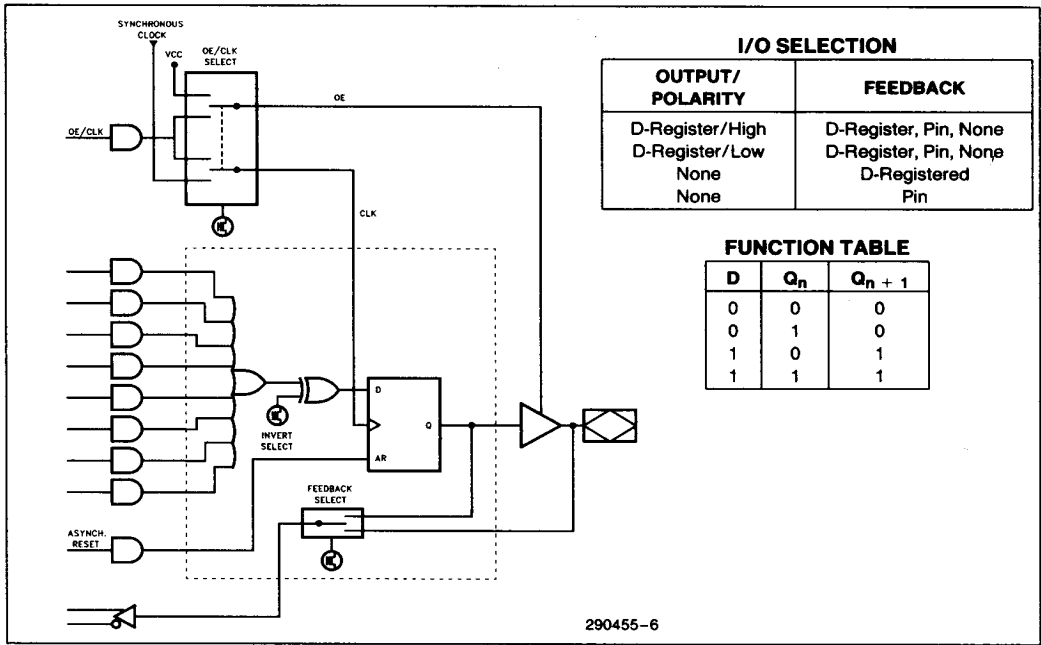 SYNCHRONOUS
CLOCK
VCC
OE/CLK
SELECT
OE
OE/CLK
CLK
D
Q
AR
INVERT
SELECT
FEEDBACK
SELECT
ASYNCH.
RESET
I/O SELECTION
OUTPUT/
POLARITY
FEEDBACK
D-Register/High D-Register, Pin, None
D-Register/Low D-Register, Pin, None
None D-Registered
None Pin
FUNCTION TABLE
D Qn Qn + 1
0 0 0
0 1 0
1 0 1
1 1 1
290455-6